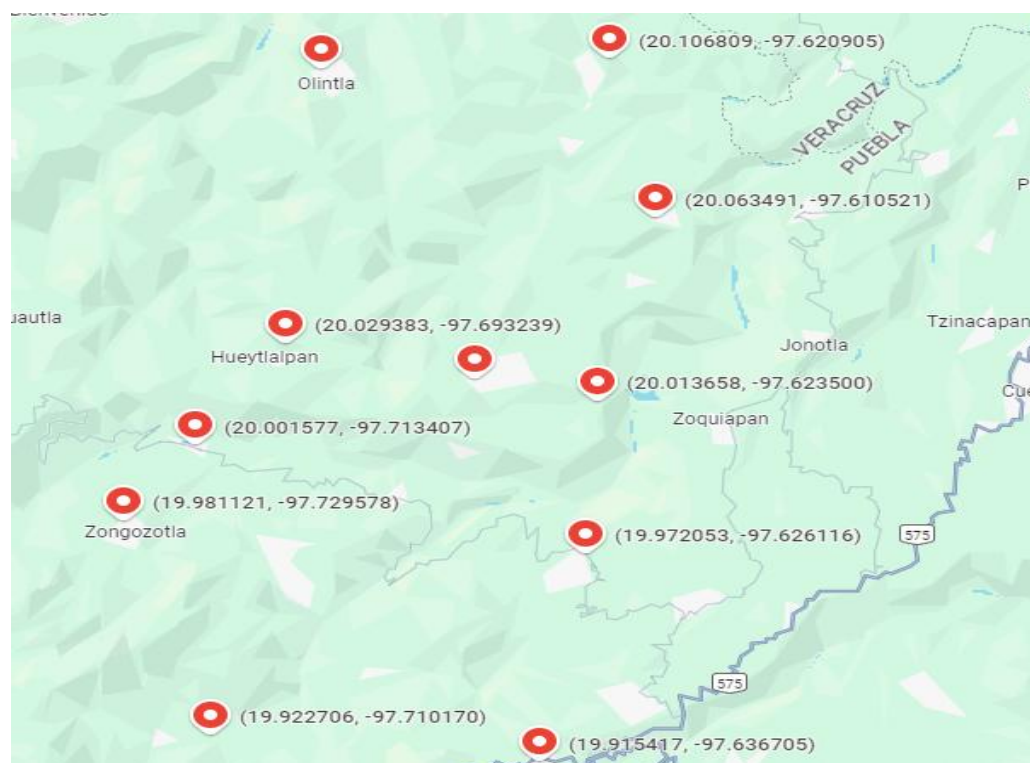 (20.106809, -97.620905)
Olintla
VERACRUZ
PUEBLA
(20.063491, -97.610521)
(20.029383, -97.693239)
Tzinacapan
Hueytlalpan
Jonotla
(20.013658, -97.623500)
Zoquiapan
(20.001577, -97.713407)
(19.981121, -97.729578)
Zongozotla
(19.972053, -97.626116)
575
575
(19.922706, -97.710170)
(19.915417, -97.636705)